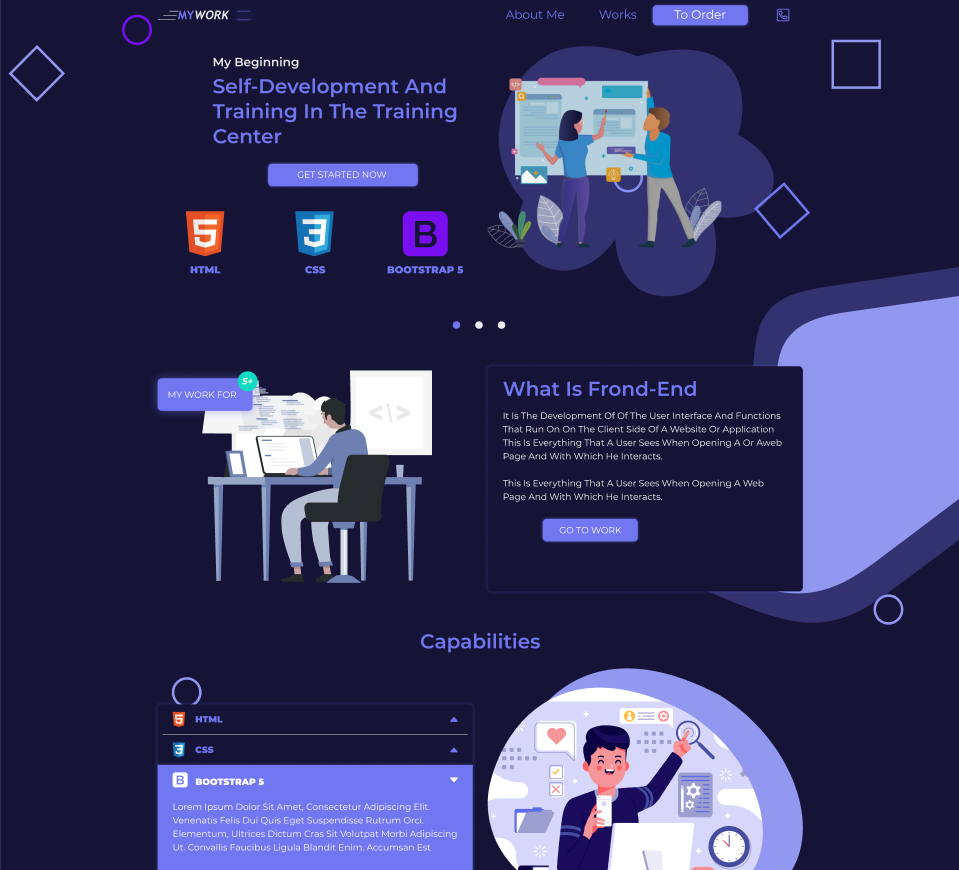 MYWORK
About Me
Works
To Order
My Beginning
Self-Development And
Training In The Training
Center
GET STARTED NOW
HTML
CSS
BOOTSTRAP 5
MY WORK FOR
5+
What Is Frond-End
It Is The Development Of Of The User Interface And Functions
That Run On On The Client Side Of A Website Or Application
This Is Everything That A User Sees When Opening A Or Aweb
Page And With Which He Interacts.
This Is Everything That A User Sees When Opening A Web
Page And With Which He Interacts.
GO TO WORK
Capabilities
HTML
CSS
BOOTSTRAP 5
Lorem Ipsum Dolor Sit Amet, Consectetur Adipiscing Elit.
Venenatis Felis Dui Quis Eget Suspendisse Rutrum Orci.
Elementum, Ultrices Dictum Cras Sit Volutpat Morbi Adipiscing
Ut. Convallis Faucibus Ligula Blandit Enim. Accumsan Est